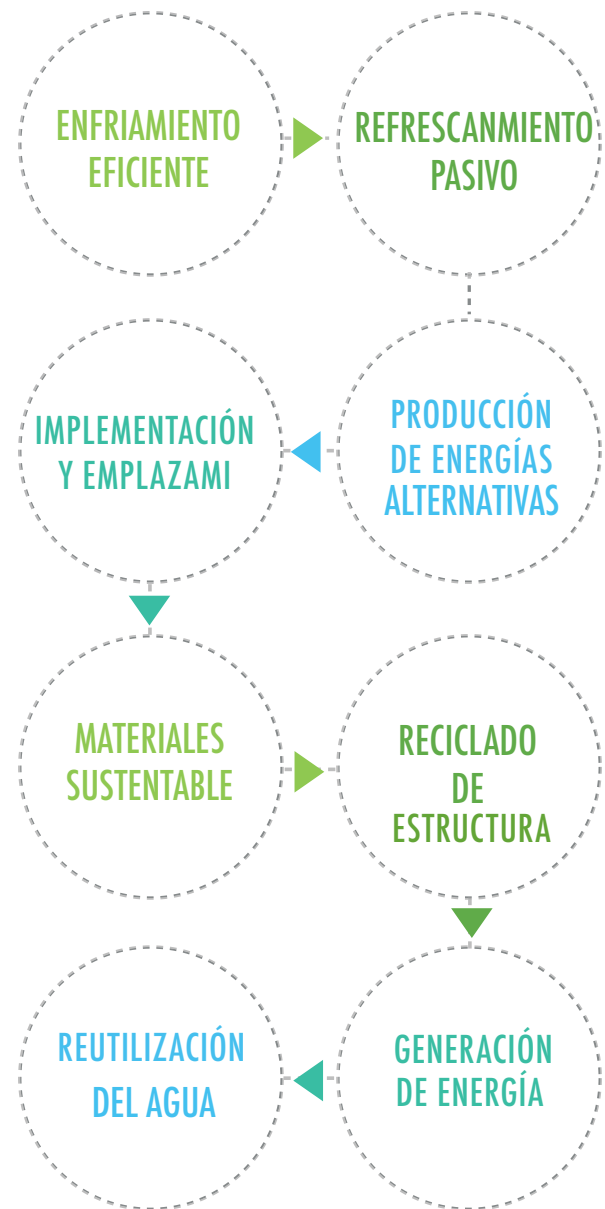 ENFRIAMIENTO
EFICIENTE
REFRESCANMIENTO
PASIVO
PRODUCCIÓN
DE ENERGÍAS
ALTERNATIVAS
IMPLEMENTACIÓN
Y EMPLAZAMI
MATERIALES
SUSTENTABLE
RECICLADO
DE
ESTRUCTURA
GENERACIÓN
DE ENERGÍA
REUTILIZACIÓN
DEL AGUA